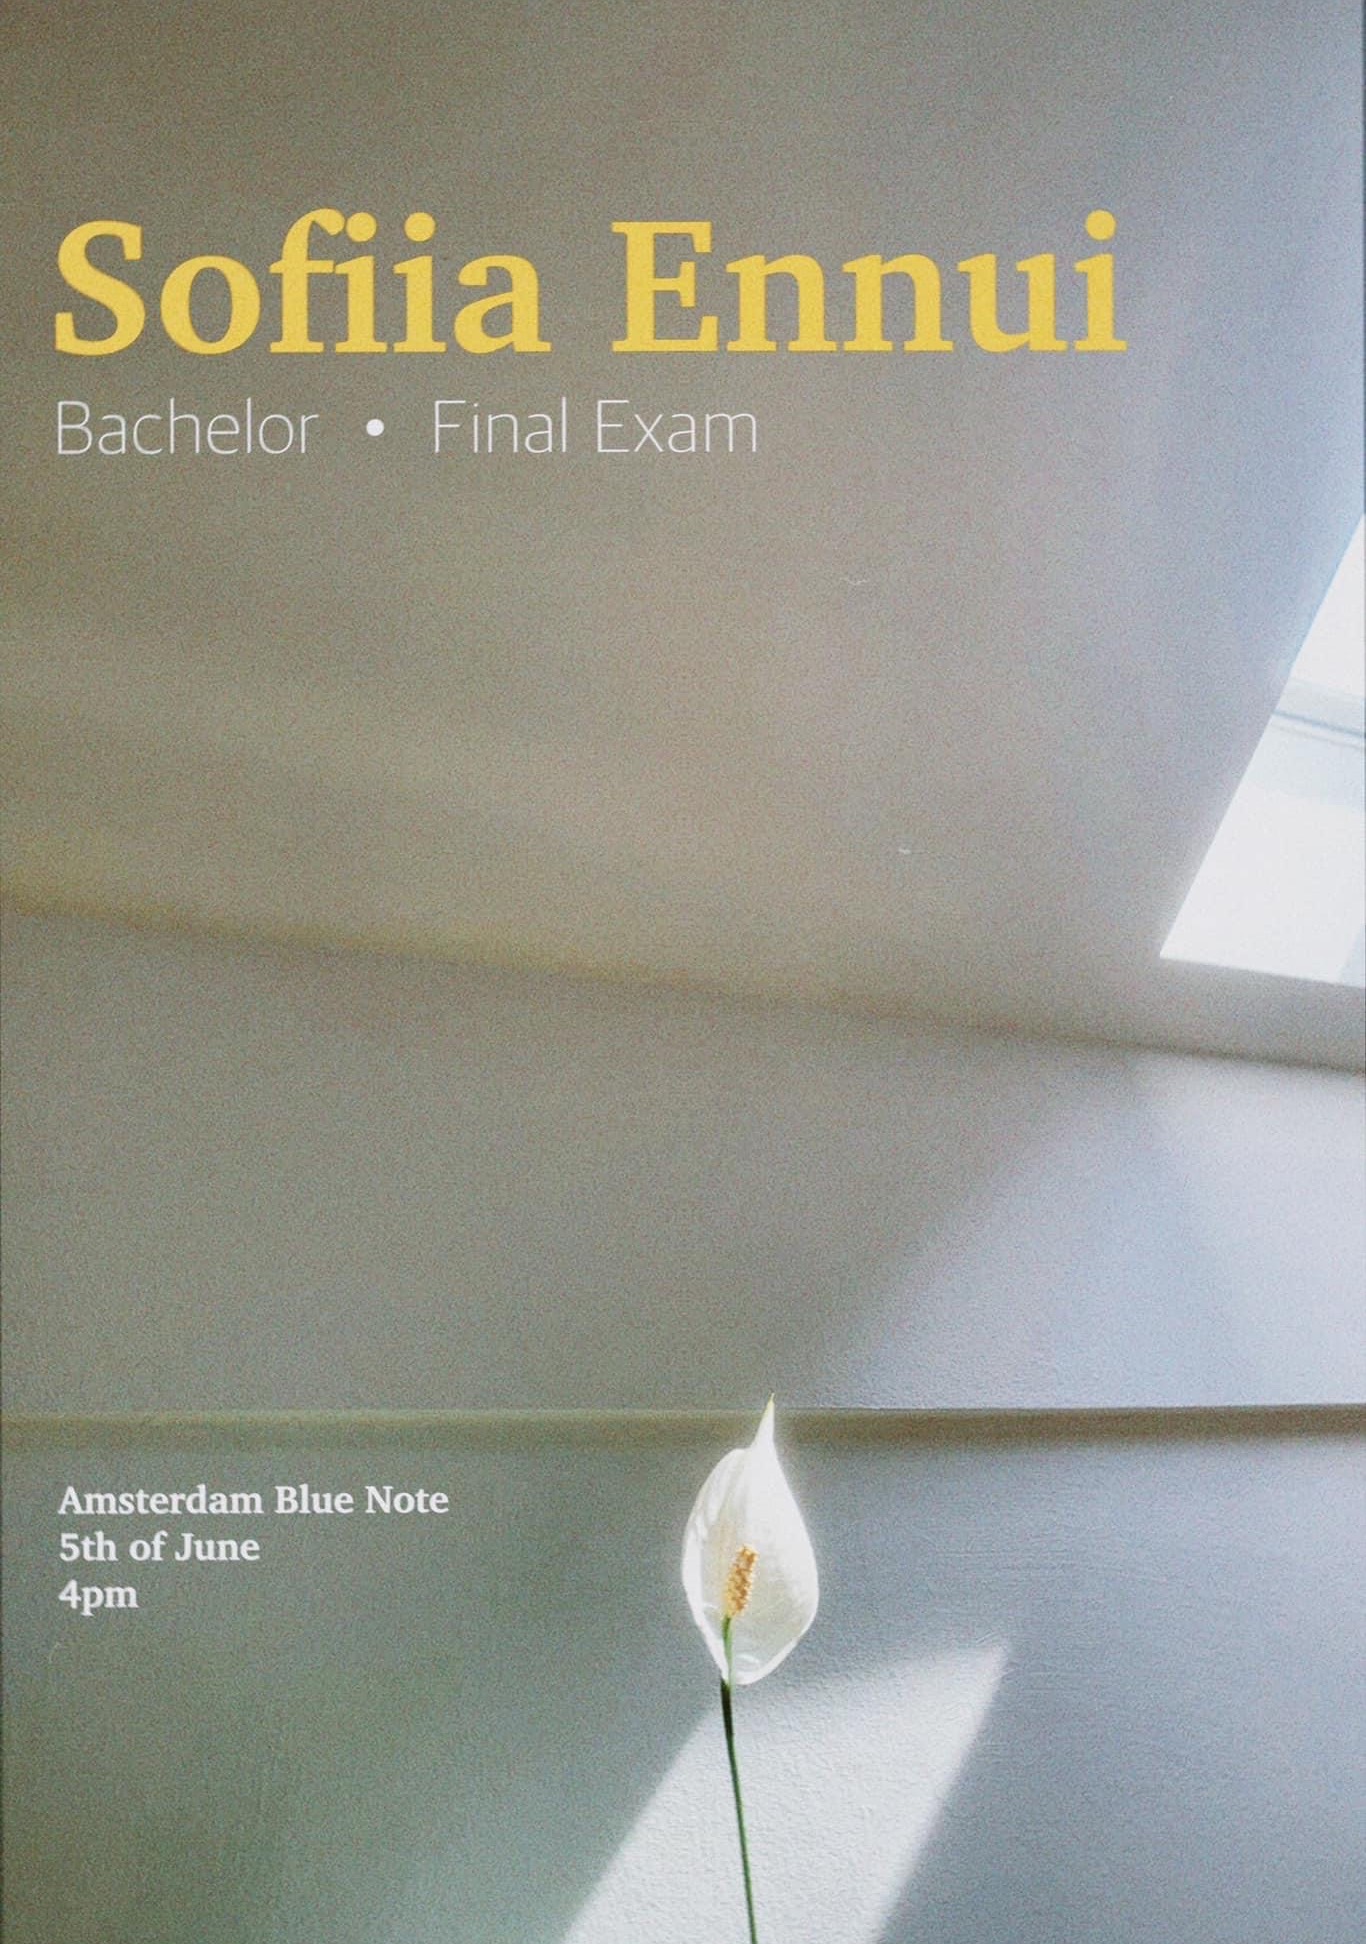 Sofiia Ennui
Bachelor • Final Exam
Amsterdam Blue Note
5th of June
4pm